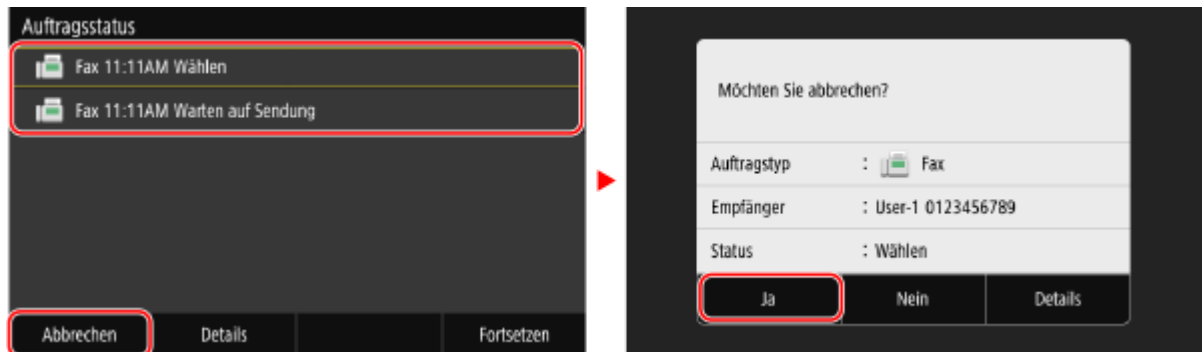 Auftragsstatus
Fax 11:11AM Wählen
Fax 11:11AM Warten auf Sendung
Abbrechen Details Fortsetzen
Möchten Sie abbrechen?
Auftragstyp : Fax
Empfänger : User-1 0123456789
Status : Wählen
Ja Nein Details